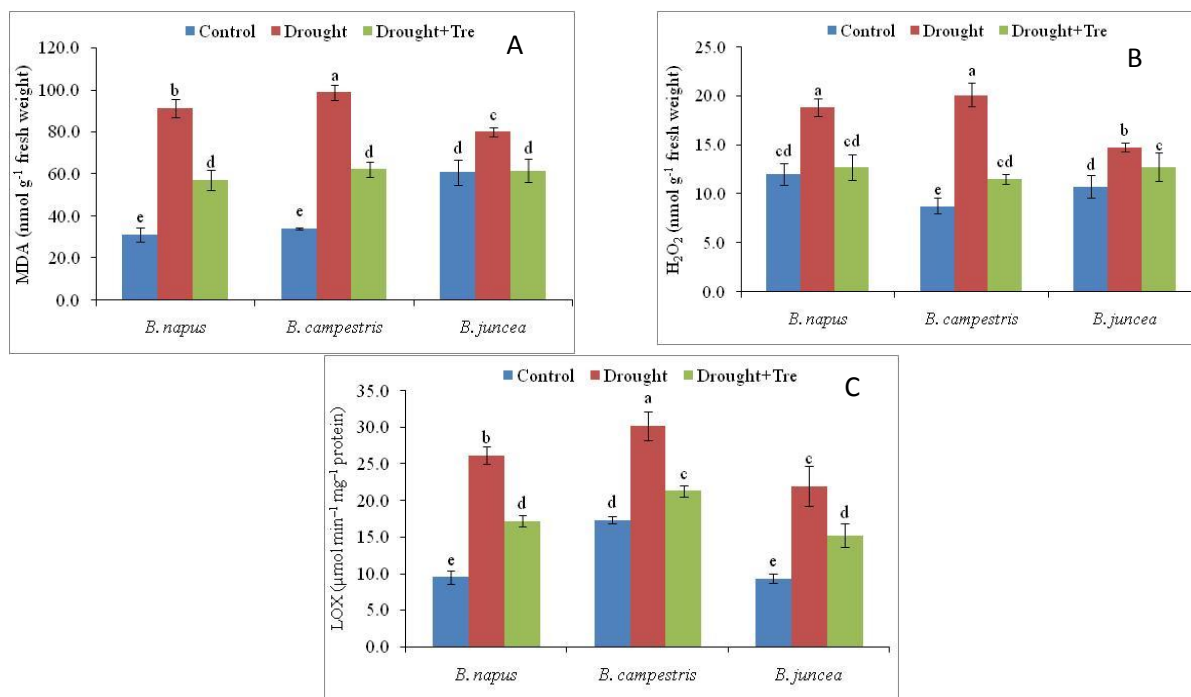 Control Drought Drought+Tre
A
MDA (nmol g⁻¹ fresh weight)
120.0
100.0
80.0
60.0
40.0
20.0
0.0
e b d
e a d
d c d
B. napus B. campestris B. juncea
Control Drought Drought+Tre
B
H₂O₂ (nmol g⁻¹ fresh weight)
25.0
20.0
15.0
10.0
5.0
0.0
cd a cd
e a cd
d b c
B. napus B. campestris B. juncea
Control Drought Drought+Tre
C
LOX (µmol min⁻¹ mg⁻¹ protein)
35.0
30.0
25.0
20.0
15.0
10.0
5.0
0.0
e b d
d a c
e c d
B. napus B. campestris B. juncea